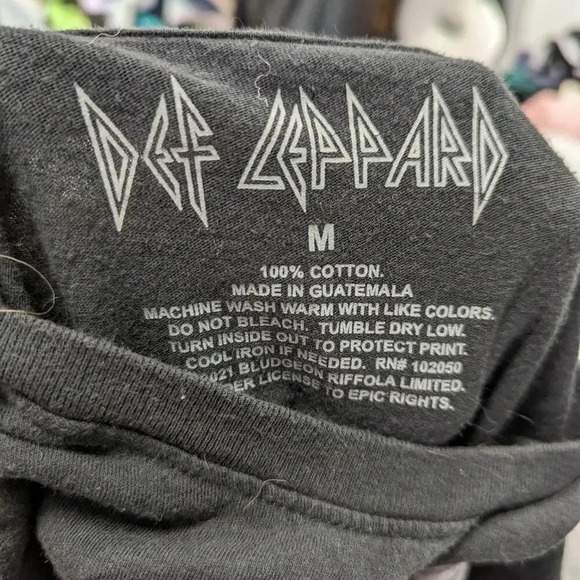 DEF LEPPARD
M
100% COTTON.
MADE IN GUATEMALA
MACHINE WASH WARM WITH LIKE COLORS.
DO NOT BLEACH. TUMBLE DRY LOW.
TURN INSIDE OUT TO PROTECT PRINT.
COOL IRON IF NEEDED. RN# 102050
021 BLUDGEON RIFFOLA LIMITED.
DER LICENSE TO EPIC RIGHTS.